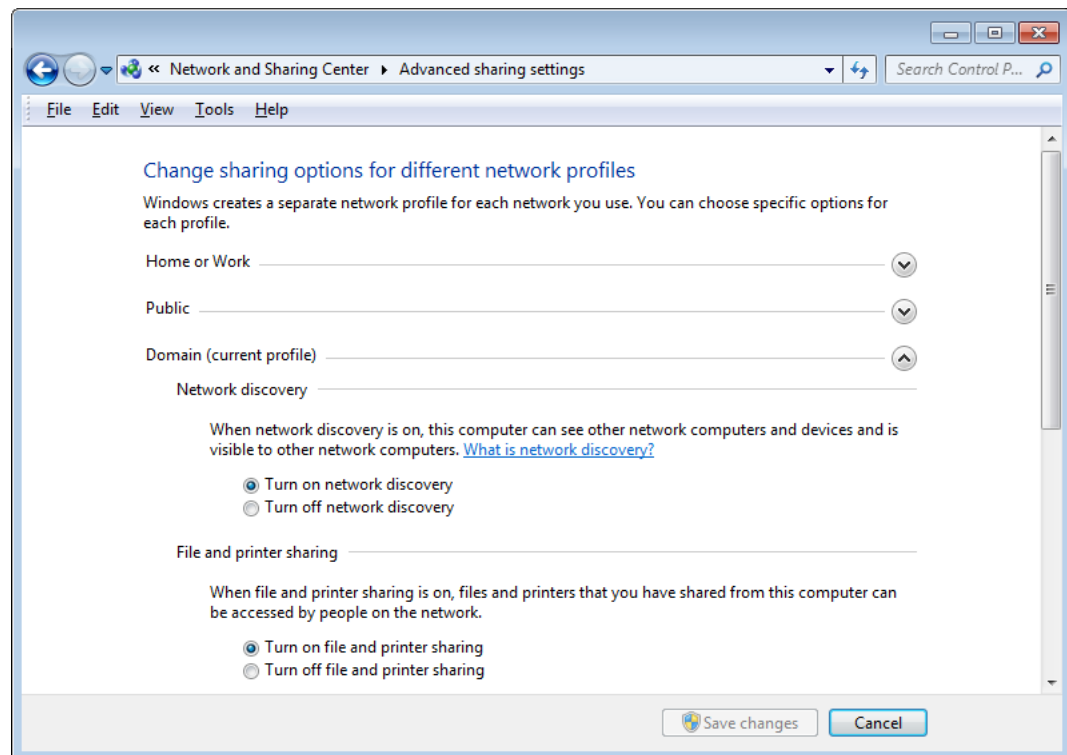 « Network and Sharing Center ▸ Advanced sharing settings
Search Control P...
File Edit View Tools Help
Change sharing options for different network profiles
Windows creates a separate network profile for each network you use. You can choose specific options for
each profile.
Home or Work
Public
Domain (current profile)
Network discovery
When network discovery is on, this computer can see other network computers and devices and is
visible to other network computers. What is network discovery?
Turn on network discovery
Turn off network discovery
File and printer sharing
When file and printer sharing is on, files and printers that you have shared from this computer can
be accessed by people on the network.
Turn on file and printer sharing
Turn off file and printer sharing
Save changes Cancel